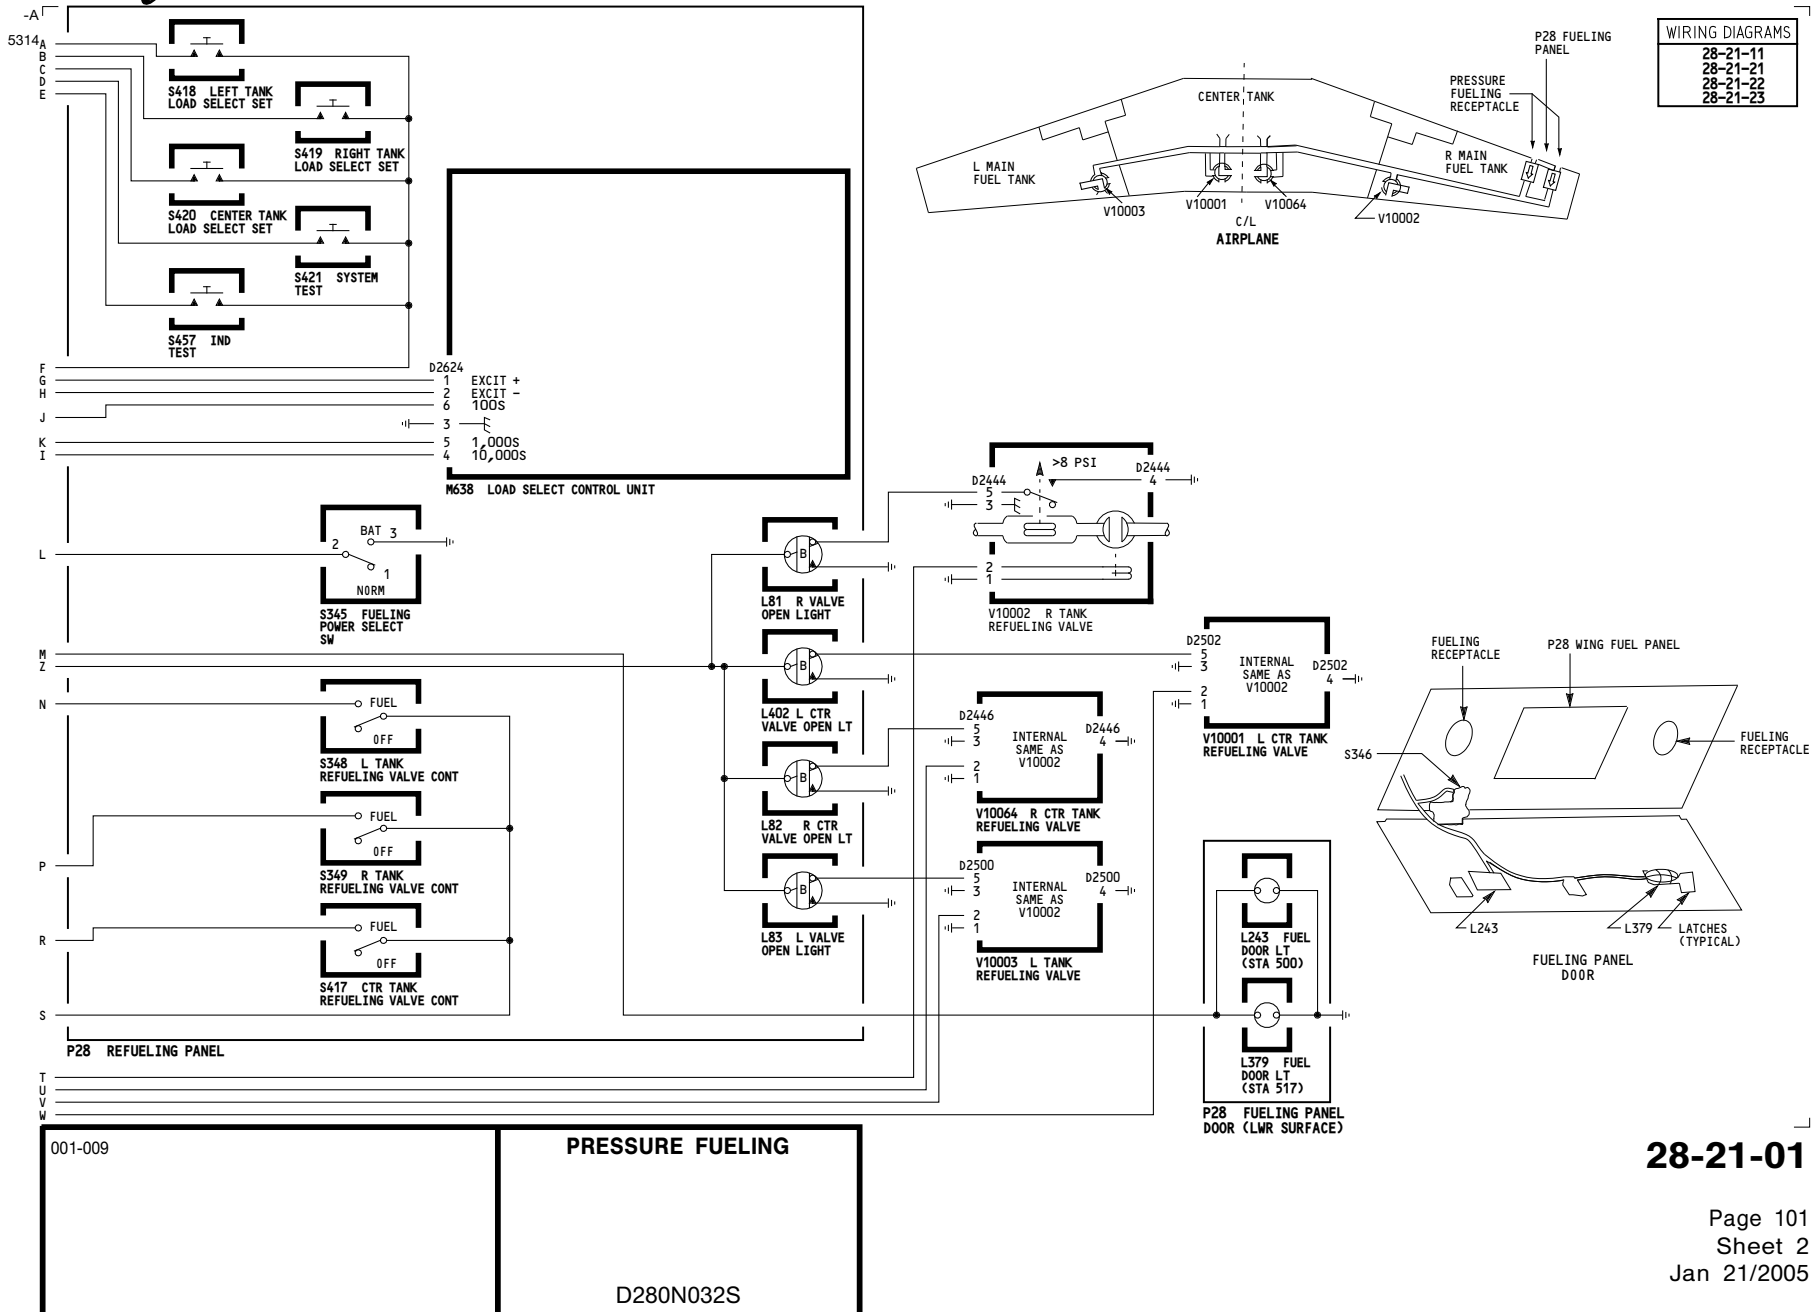 -A
5314
A
B
C
D
E
S418 LEFT TANK
LOAD SELECT SET
S419 RIGHT TANK
LOAD SELECT SET
S420 CENTER TANK
LOAD SELECT SET
S421 SYSTEM
TEST
S457 IND
TEST
F
G
H
J
K
I
D2624
1 EXCIT +
2 EXCIT -
6 100S
3
5 1,000S
4 10,000S
M638 LOAD SELECT CONTROL UNIT
L
BAT 3
2
1
NORM
S345 FUELING
POWER SELECT
SW
M
Z
N
FUEL
OFF
S348 L TANK
REFUELING VALVE CONT
P
FUEL
OFF
S349 R TANK
REFUELING VALVE CONT
R
FUEL
OFF
S417 CTR TANK
REFUELING VALVE CONT
S
P28 REFUELING PANEL
T
U
V
W
B
L81 R VALVE
OPEN LIGHT
B
L402 L CTR
VALVE OPEN LT
B
L82 R CTR
VALVE OPEN LT
B
L83 L VALVE
OPEN LIGHT
>8 PSI
D2444
5
3
D2444
4
2
1
V10002 R TANK
REFUELING VALVE
D2502
5
3
2
1
INTERNAL
SAME AS
V10002
D2502
4
V10001 L CTR TANK
REFUELING VALVE
D2446
5
3
2
1
INTERNAL
SAME AS
V10002
D2446
4
V10064 R CTR TANK
REFUELING VALVE
D2500
5
3
2
1
INTERNAL
SAME AS
V10002
D2500
4
V10003 L TANK
REFUELING VALVE
L243 FUEL
DOOR LT
(STA 500)
L379 FUEL
DOOR LT
(STA 517)
P28 FUELING PANEL
DOOR (LWR SURFACE)
P28 FUELING
PANEL
PRESSURE
FUELING
RECEPTACLE
CENTER TANK
L MAIN
FUEL TANK
R MAIN
FUEL TANK
V10003
V10001
V10064
V10002
C/L
AIRPLANE
WIRING DIAGRAMS
28-21-11
28-21-21
28-21-22
28-21-23
FUELING
RECEPTACLE
P28 WING FUEL PANEL
S346
FUELING
RECEPTACLE
L243
L379
LATCHES
(TYPICAL)
FUELING PANEL
DOOR
001-009
PRESSURE FUELING
D280N032S
28-21-01
Page 101
Sheet 2
Jan 21/2005